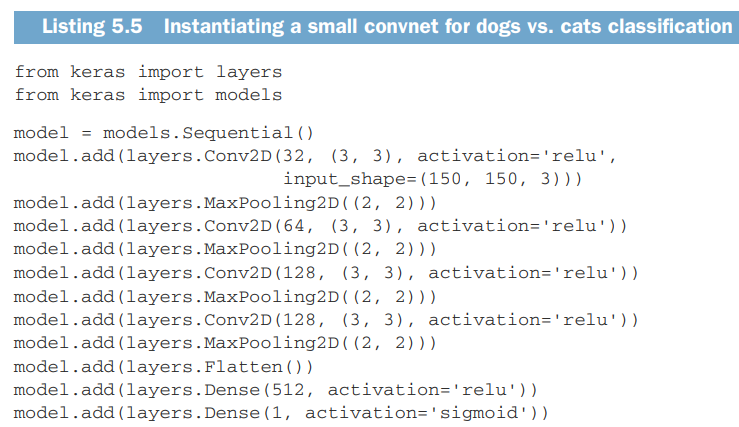 Listing 5.5 Instantiating a small convnet for dogs vs. cats classification
from keras import layers
from keras import models
model = models.Sequential()
model.add(layers.Conv2D(32, (3, 3), activation='relu',
input_shape=(150, 150, 3)))
model.add(layers.MaxPooling2D((2, 2)))
model.add(layers.Conv2D(64, (3, 3), activation='relu'))
model.add(layers.MaxPooling2D((2, 2)))
model.add(layers.Conv2D(128, (3, 3), activation='relu'))
model.add(layers.MaxPooling2D((2, 2)))
model.add(layers.Conv2D(128, (3, 3), activation='relu'))
model.add(layers.MaxPooling2D((2, 2)))
model.add(layers.Flatten())
model.add(layers.Dense(512, activation='relu'))
model.add(layers.Dense(1, activation='sigmoid'))